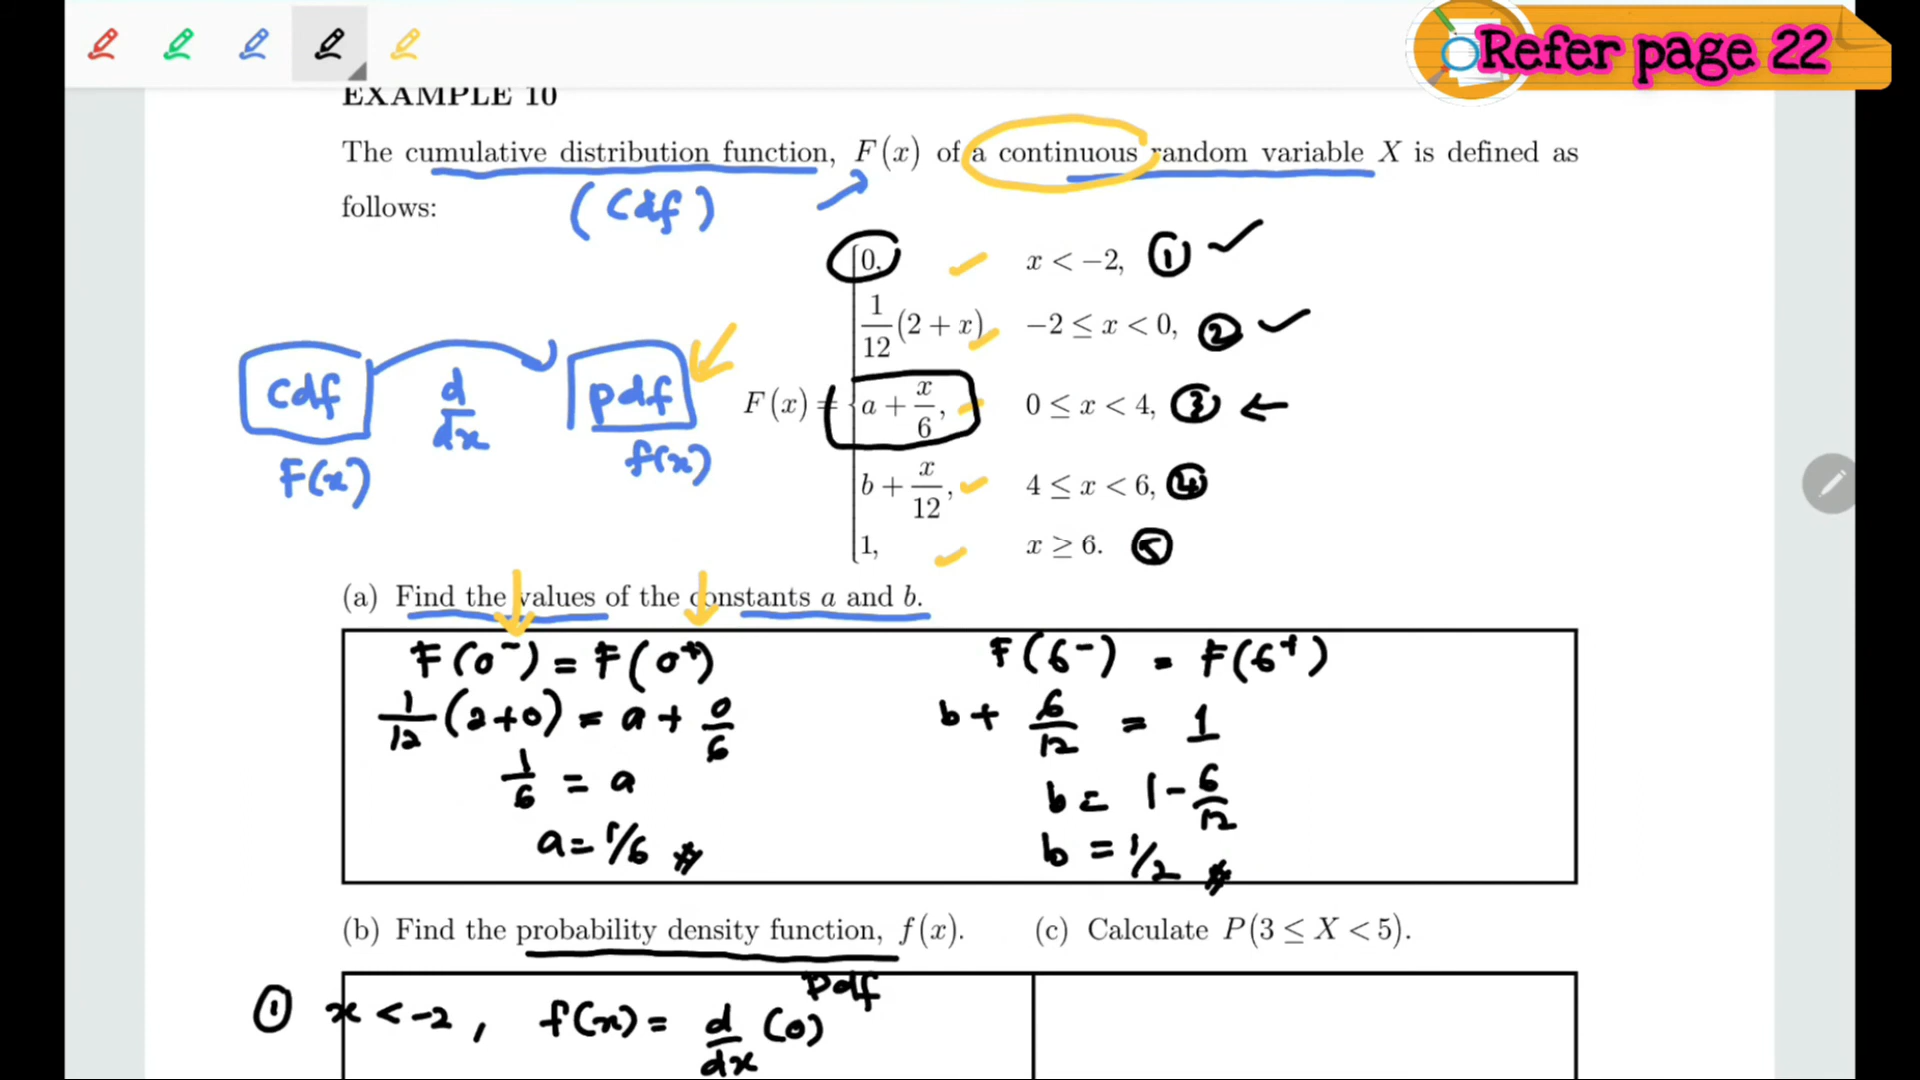 Refer page 22
EXAMPLE 10
The cumulative distribution function, F(x) of a continuous random variable X is defined as
follows:
(cdf)
0, x < −2, ①
1/12 (2 + x), −2 ≤ x < 0, ②
cdf d/dx pdf
F(x) = a + x/6, 0 ≤ x < 4, ③
F(x) f(x)
b + x/12, 4 ≤ x < 6, ④
1, x ≥ 6. ⑤
(a) Find the values of the constants a and b.
F(0⁻) = F(0⁺)
1/12 (2+0) = a + 0/6
1/6 = a
a = 1/6
F(6⁻) = F(6⁺)
b + 6/12 = 1
b = 1 - 6/12
b = 1/2
(b) Find the probability density function, f(x).
(c) Calculate P(3 ≤ X < 5).
pdf
① x < -2, f(x) = d/dx (0)